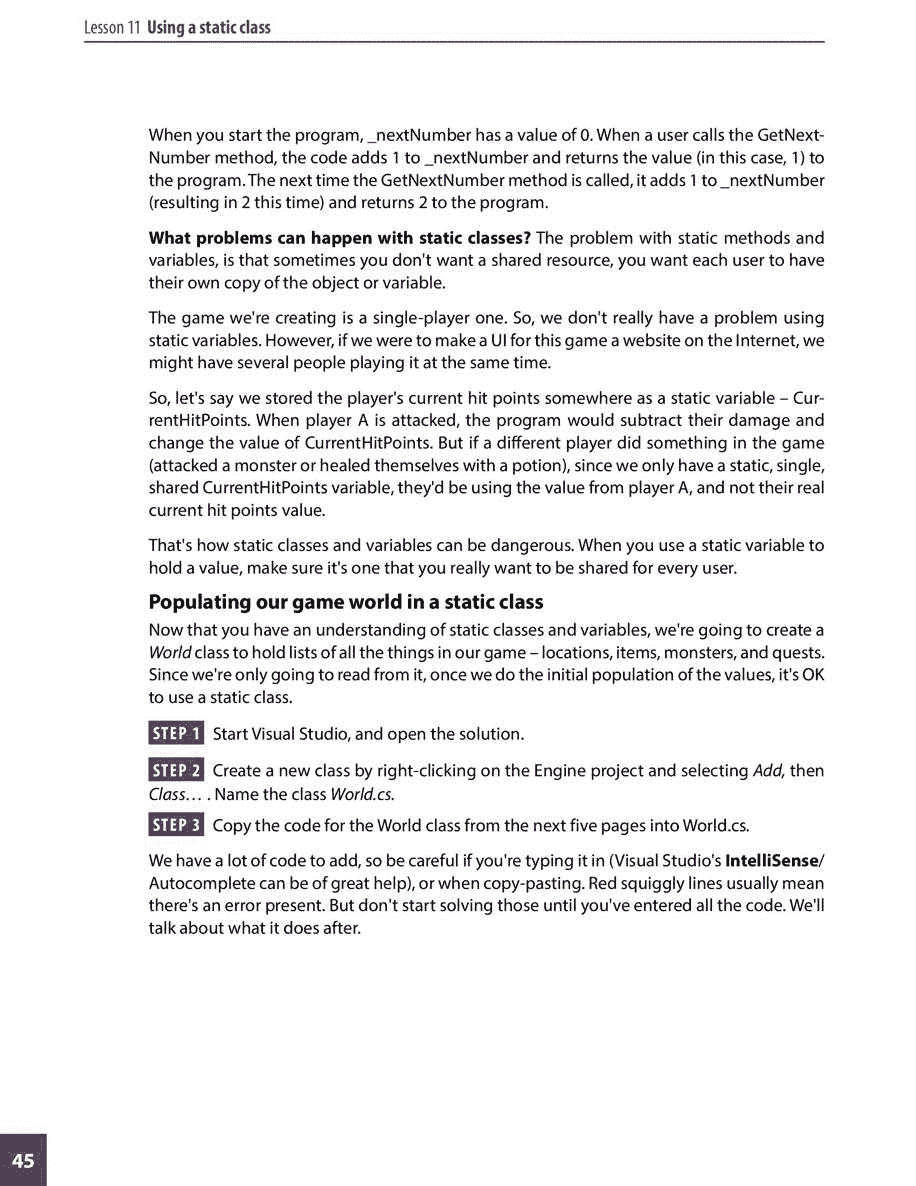 Lesson 11 Using a static class
When you start the program, _nextNumber has a value of 0. When a user calls the GetNext-
Number method, the code adds 1 to _nextNumber and returns the value (in this case, 1) to
the program. The next time the GetNextNumber method is called, it adds 1 to _nextNumber
(resulting in 2 this time) and returns 2 to the program.
What problems can happen with static classes? The problem with static methods and
variables, is that sometimes you don't want a shared resource, you want each user to have
their own copy of the object or variable.
The game we're creating is a single-player one. So, we don't really have a problem using
static variables. However, if we were to make a UI for this game a website on the Internet, we
might have several people playing it at the same time.
So, let's say we stored the player's current hit points somewhere as a static variable – Cur-
rentHitPoints. When player A is attacked, the program would subtract their damage and
change the value of CurrentHitPoints. But if a different player did something in the game
(attacked a monster or healed themselves with a potion), since we only have a static, single,
shared CurrentHitPoints variable, they'd be using the value from player A, and not their real
current hit points value.
That's how static classes and variables can be dangerous. When you use a static variable to
hold a value, make sure it's one that you really want to be shared for every user.
Populating our game world in a static class
Now that you have an understanding of static classes and variables, we're going to create a
World class to hold lists of all the things in our game – locations, items, monsters, and quests.
Since we're only going to read from it, once we do the initial population of the values, it's OK
to use a static class.
STEP 1 Start Visual Studio, and open the solution.
STEP 2 Create a new class by right-clicking on the Engine project and selecting Add, then
Class… . Name the class World.cs.
STEP 3 Copy the code for the World class from the next five pages into World.cs.
We have a lot of code to add, so be careful if you're typing it in (Visual Studio's IntelliSense/
Autocomplete can be of great help), or when copy-pasting. Red squiggly lines usually mean
there's an error present. But don't start solving those until you've entered all the code. We'll
talk about what it does after.
45